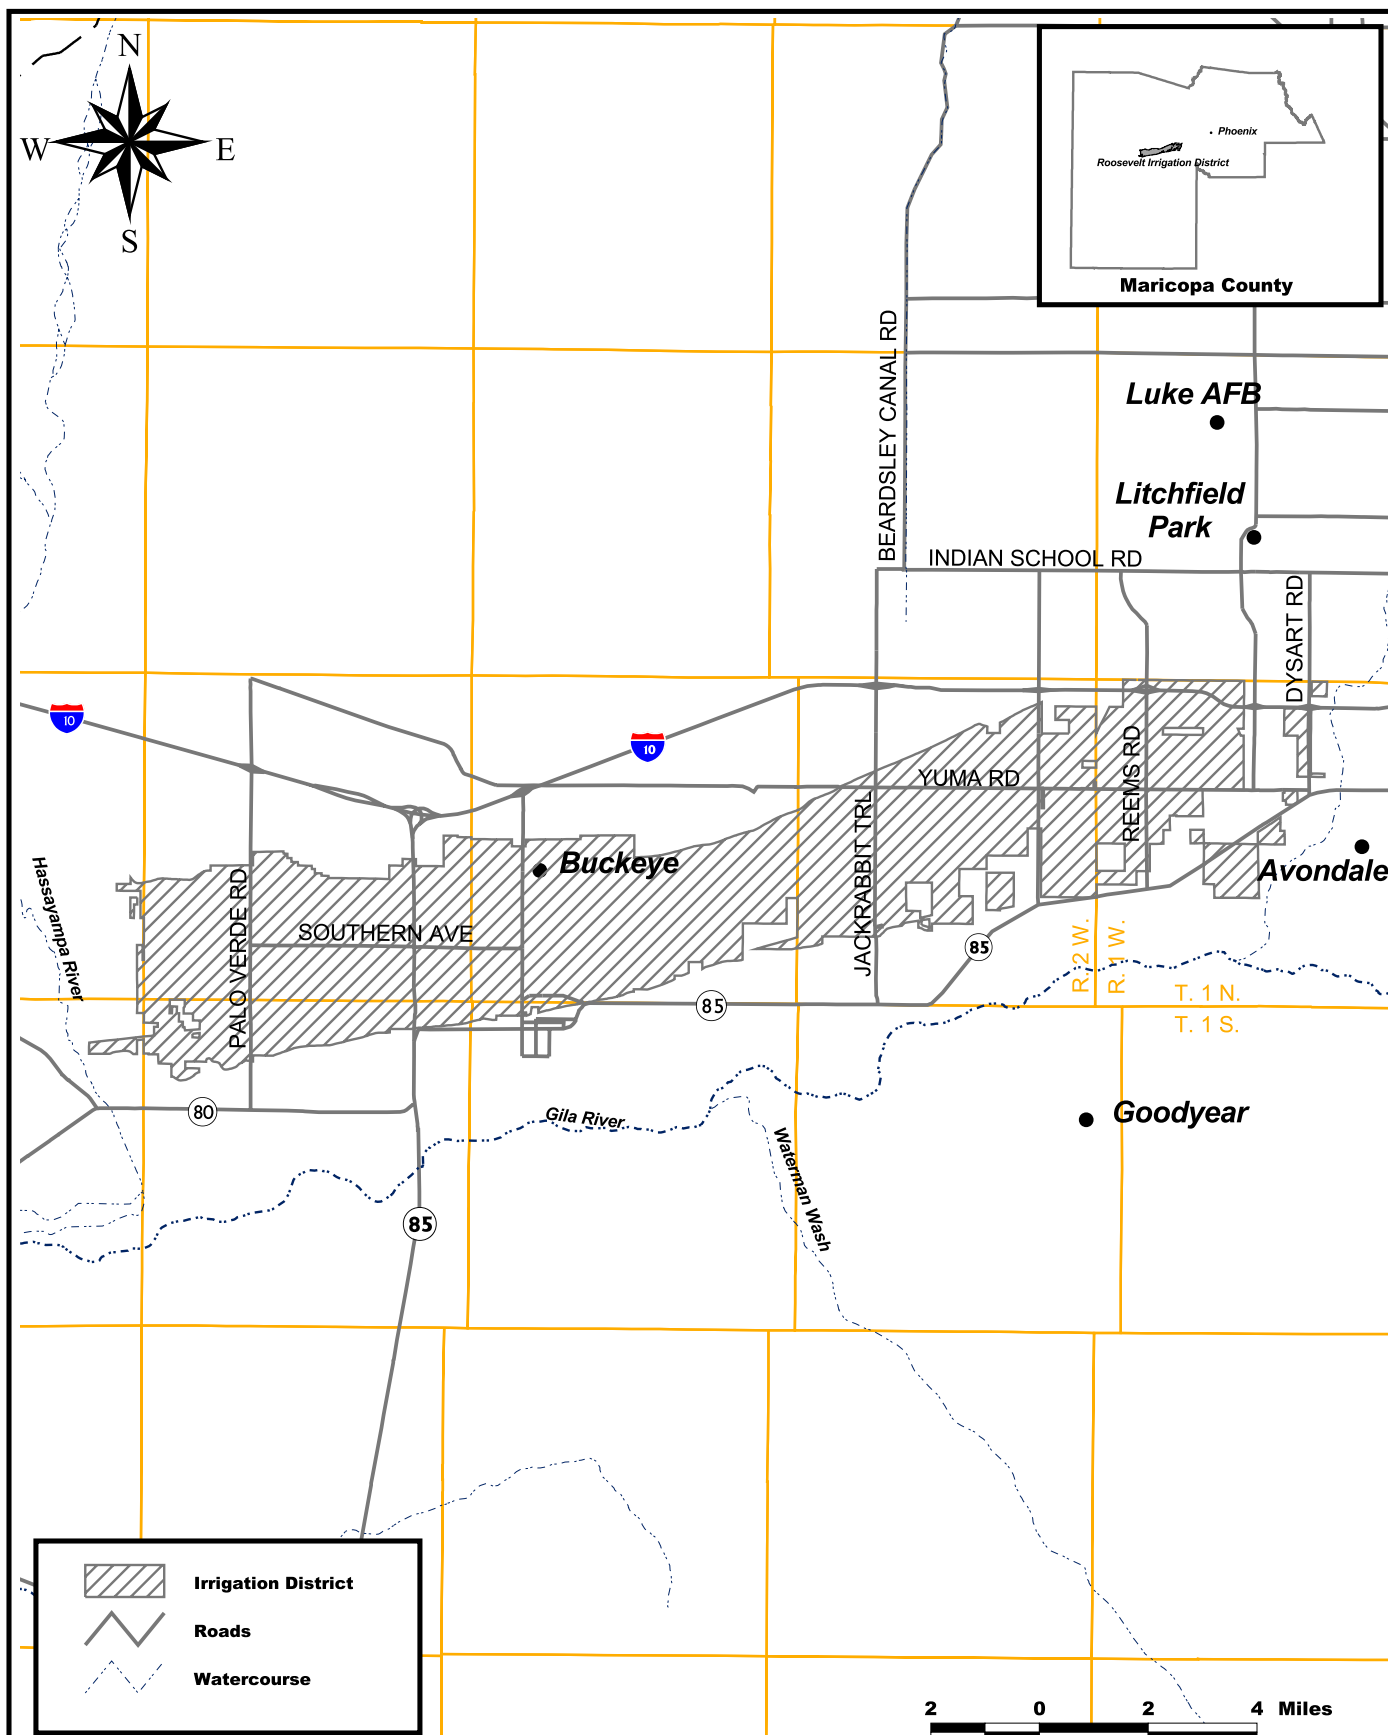 N
W
E
S
Phoenix
Roosevelt Irrigation District
Maricopa County
BEARDSLEY CANAL RD
Luke AFB
Litchfield
Park
INDIAN SCHOOL RD
DYSART RD
10
10
YUMA RD
REEMS RD
JACKRABBIT TRL
Buckeye
Avondale
Hassayampa River
PALO VERDE RD
SOUTHERN AVE
85
R. 2 W.
R. 1 W.
T. 1 N.
T. 1 S.
85
80
Gila River
Goodyear
Waterman Wash
85
Irrigation District
Roads
Watercourse
2 0 2 4 Miles